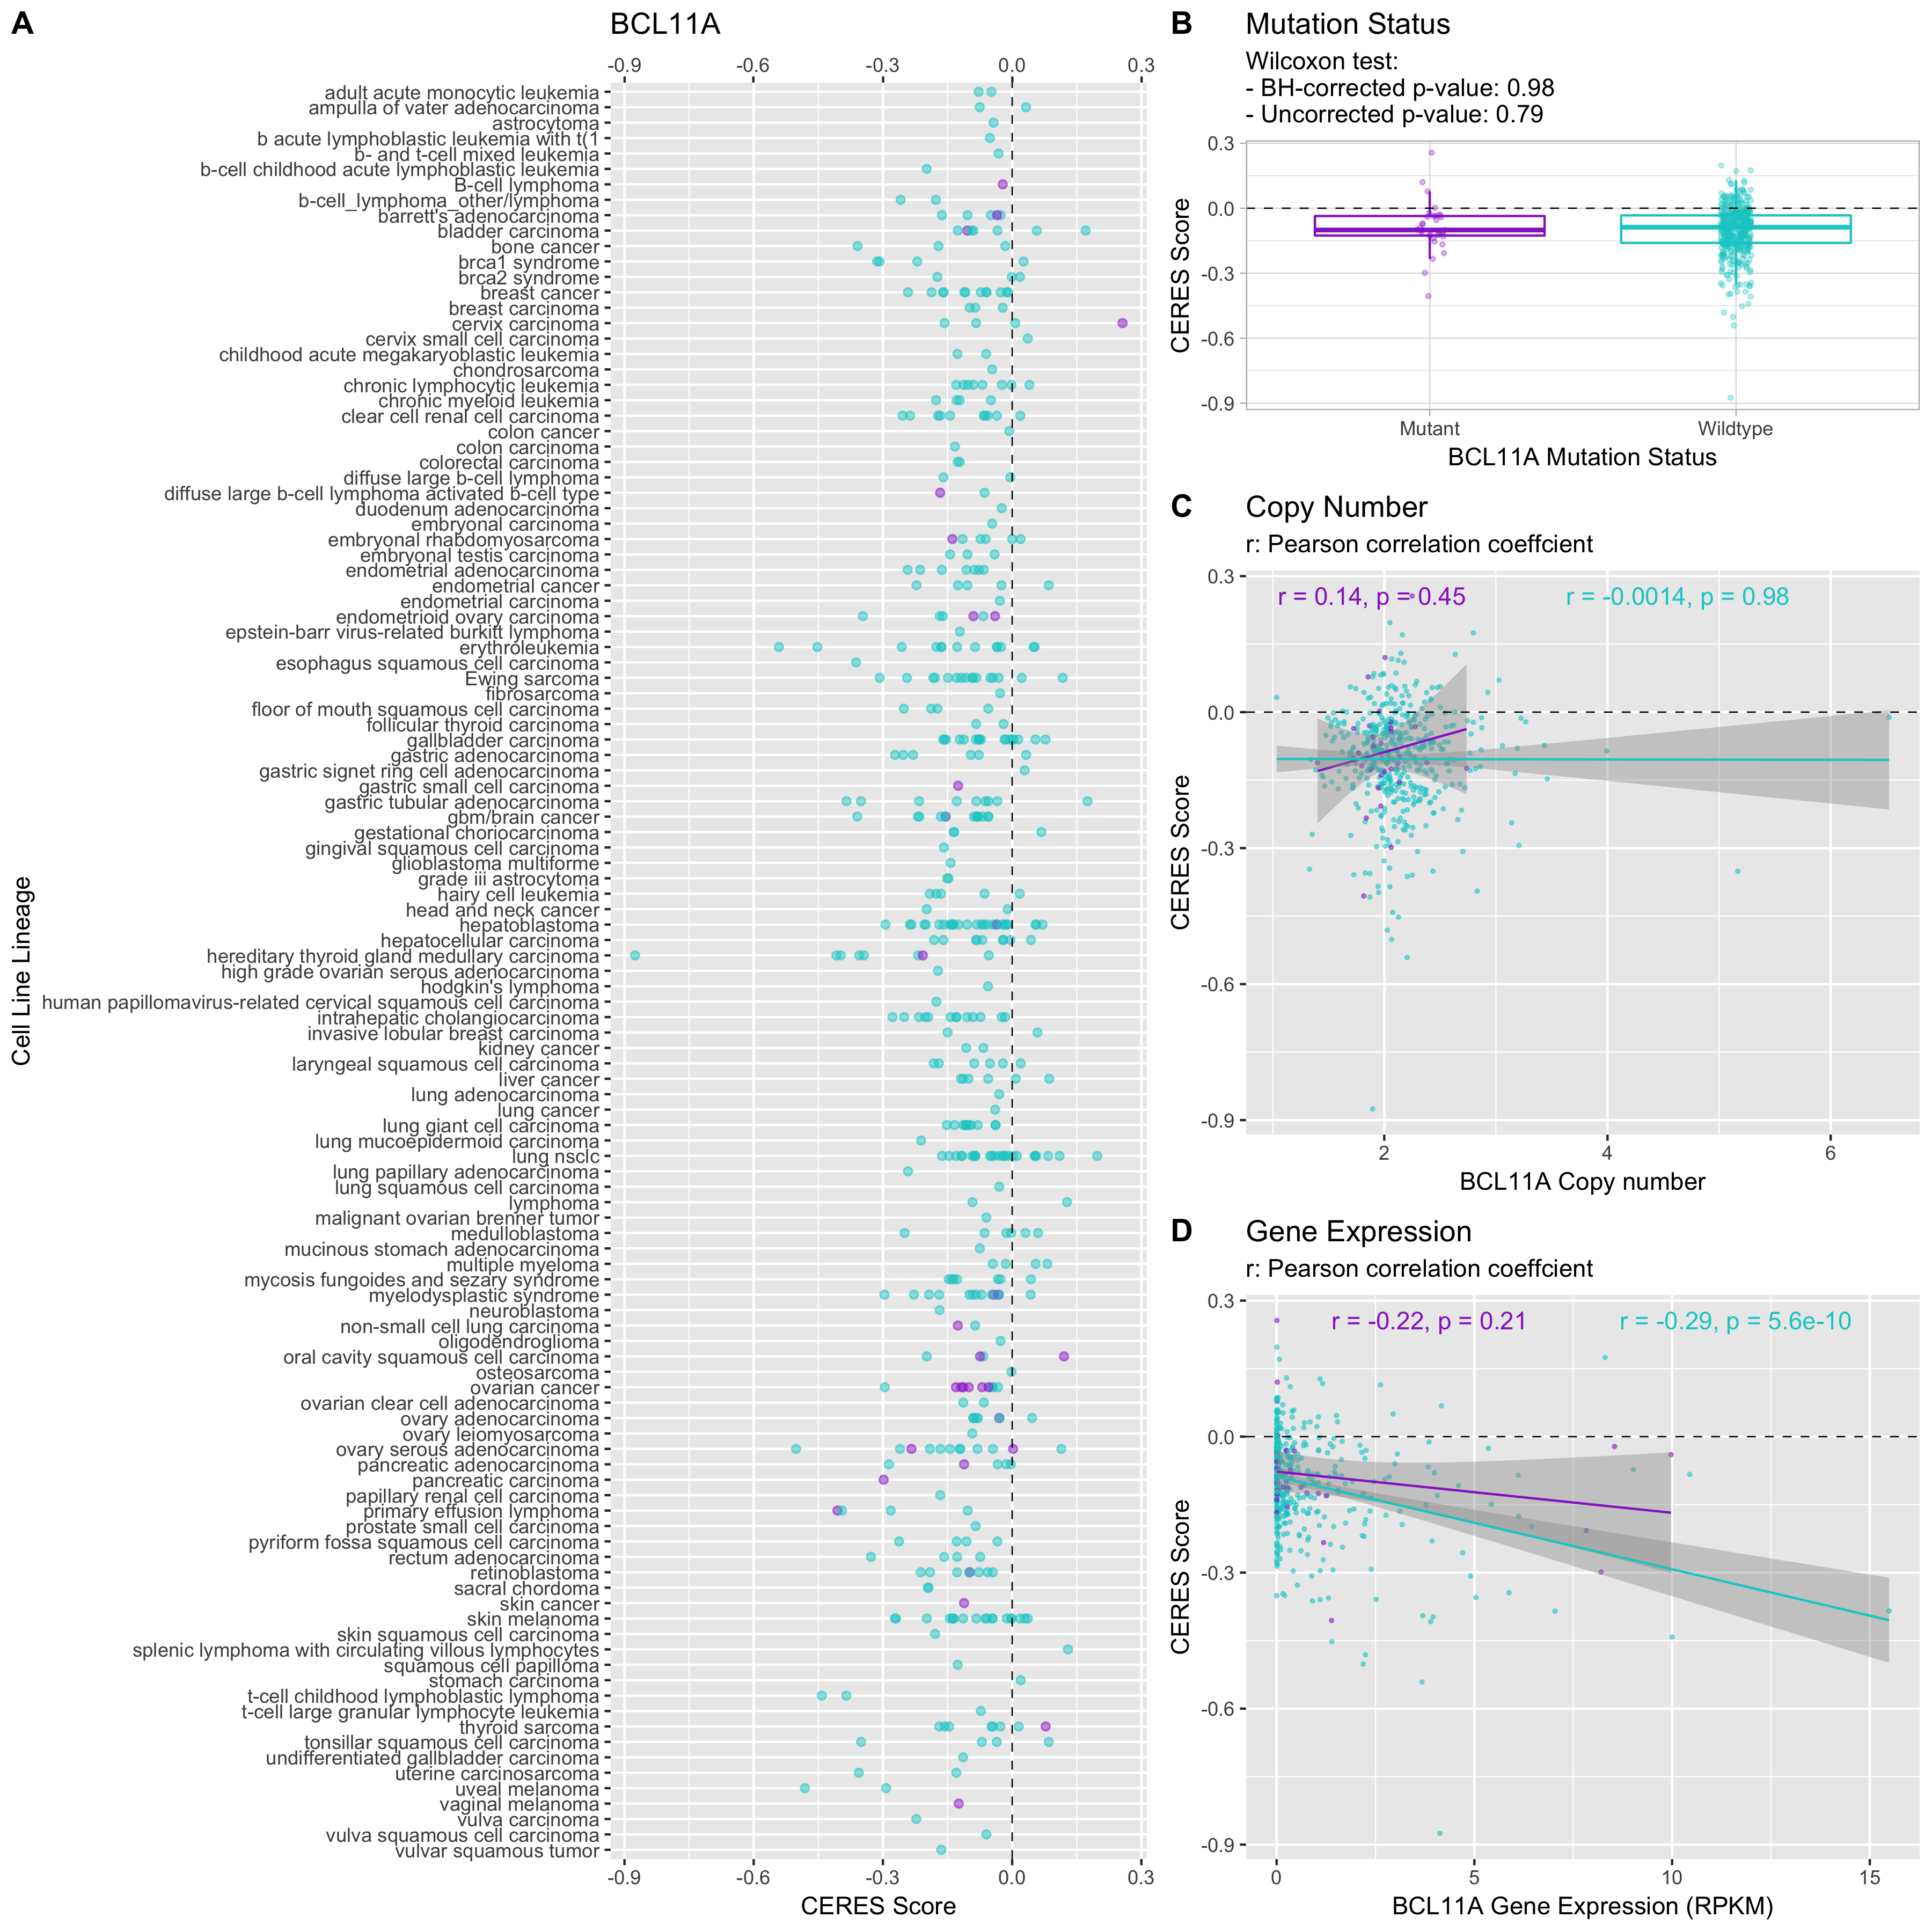 A
BCL11A
-0.9 -0.6 -0.3 0.0 0.3
Cell Line Lineage
adult acute monocytic leukemia
ampulla of vater adenocarcinoma
astrocytoma
b acute lymphoblastic leukemia with t(1
b- and t-cell mixed leukemia
b-cell childhood acute lymphoblastic leukemia
B-cell lymphoma
b-cell_lymphoma_other/lymphoma
barrett's adenocarcinoma
bladder carcinoma
bone cancer
brca1 syndrome
brca2 syndrome
breast cancer
breast carcinoma
cervix carcinoma
cervix small cell carcinoma
childhood acute megakaryoblastic leukemia
chondrosarcoma
chronic lymphocytic leukemia
chronic myeloid leukemia
clear cell renal cell carcinoma
colon cancer
colon carcinoma
colorectal carcinoma
diffuse large b-cell lymphoma
diffuse large b-cell lymphoma activated b-cell type
duodenum adenocarcinoma
embryonal carcinoma
embryonal rhabdomyosarcoma
embryonal testis carcinoma
endometrial adenocarcinoma
endometrial cancer
endometrial carcinoma
endometrioid ovary carcinoma
epstein-barr virus-related burkitt lymphoma
erythroleukemia
esophagus squamous cell carcinoma
Ewing sarcoma
fibrosarcoma
floor of mouth squamous cell carcinoma
follicular thyroid carcinoma
gallbladder carcinoma
gastric adenocarcinoma
gastric signet ring cell adenocarcinoma
gastric small cell carcinoma
gastric tubular adenocarcinoma
gbm/brain cancer
gestational choriocarcinoma
gingival squamous cell carcinoma
glioblastoma multiforme
grade iii astrocytoma
hairy cell leukemia
head and neck cancer
hepatoblastoma
hepatocellular carcinoma
hereditary thyroid gland medullary carcinoma
high grade ovarian serous adenocarcinoma
hodgkin's lymphoma
human papillomavirus-related cervical squamous cell carcinoma
intrahepatic cholangiocarcinoma
invasive lobular breast carcinoma
kidney cancer
laryngeal squamous cell carcinoma
liver cancer
lung adenocarcinoma
lung cancer
lung giant cell carcinoma
lung mucoepidermoid carcinoma
lung nsclc
lung papillary adenocarcinoma
lung squamous cell carcinoma
lymphoma
malignant ovarian brenner tumor
medulloblastoma
mucinous stomach adenocarcinoma
multiple myeloma
mycosis fungoides and sezary syndrome
myelodysplastic syndrome
neuroblastoma
non-small cell lung carcinoma
oligodendroglioma
oral cavity squamous cell carcinoma
osteosarcoma
ovarian cancer
ovarian clear cell adenocarcinoma
ovary adenocarcinoma
ovary leiomyosarcoma
ovary serous adenocarcinoma
pancreatic adenocarcinoma
pancreatic carcinoma
papillary renal cell carcinoma
primary effusion lymphoma
prostate small cell carcinoma
pyriform fossa squamous cell carcinoma
rectum adenocarcinoma
retinoblastoma
sacral chordoma
skin cancer
skin melanoma
skin squamous cell carcinoma
splenic lymphoma with circulating villous lymphocytes
squamous cell papilloma
stomach carcinoma
t-cell childhood lymphoblastic lymphoma
t-cell large granular lymphocyte leukemia
thyroid sarcoma
tonsillar squamous cell carcinoma
undifferentiated gallbladder carcinoma
uterine carcinosarcoma
uveal melanoma
vaginal melanoma
vulva carcinoma
vulva squamous cell carcinoma
vulvar squamous tumor
-0.9 -0.6 -0.3 0.0 0.3
CERES Score
B
Mutation Status
Wilcoxon test:
- BH-corrected p-value: 0.98
- Uncorrected p-value: 0.79
CERES Score
0.3
0.0
-0.3
-0.6
-0.9
Mutant Wildtype
BCL11A Mutation Status
C
Copy Number
r: Pearson correlation coeffcient
r = 0.14, p = 0.45 r = -0.0014, p = 0.98
CERES Score
0.3
0.0
-0.3
-0.6
-0.9
2 4 6
BCL11A Copy number
D
Gene Expression
r: Pearson correlation coeffcient
r = -0.22, p = 0.21 r = -0.29, p = 5.6e-10
CERES Score
0.3
0.0
-0.3
-0.6
-0.9
0 5 10 15
BCL11A Gene Expression (RPKM)